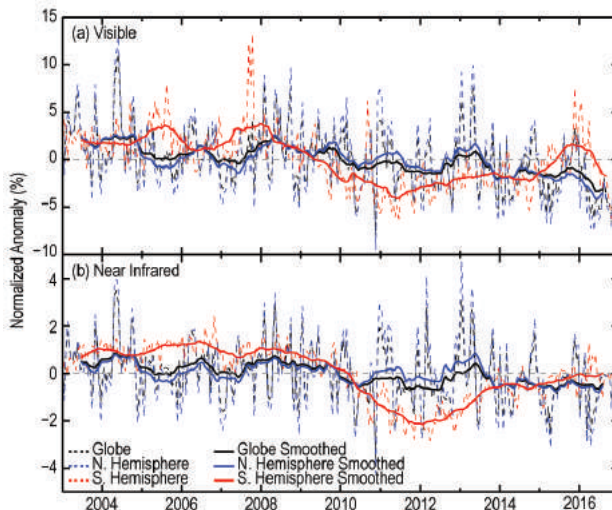 15
(a) Visible
10
5
0
−5
−10
(b) Near Infrared
4
2
0
−2
−4
Normalized Anomaly (%)
Globe Globe Smoothed
N. Hemisphere N. Hemisphere Smoothed
S. Hemisphere S. Hemisphere Smoothed
2004 2006 2008 2010 2012 2014 2016